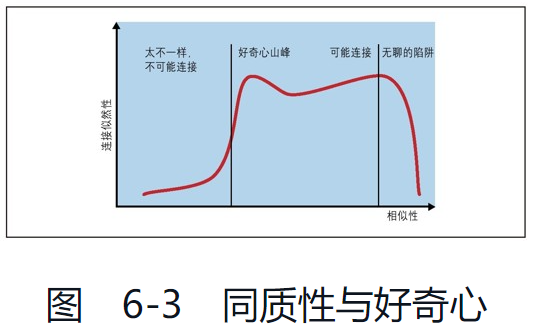 太不一样，
不可能连接
好奇心山峰
可能连接
无聊的陷阱
连接似然性
相似性
图 6-3 同质性与好奇心